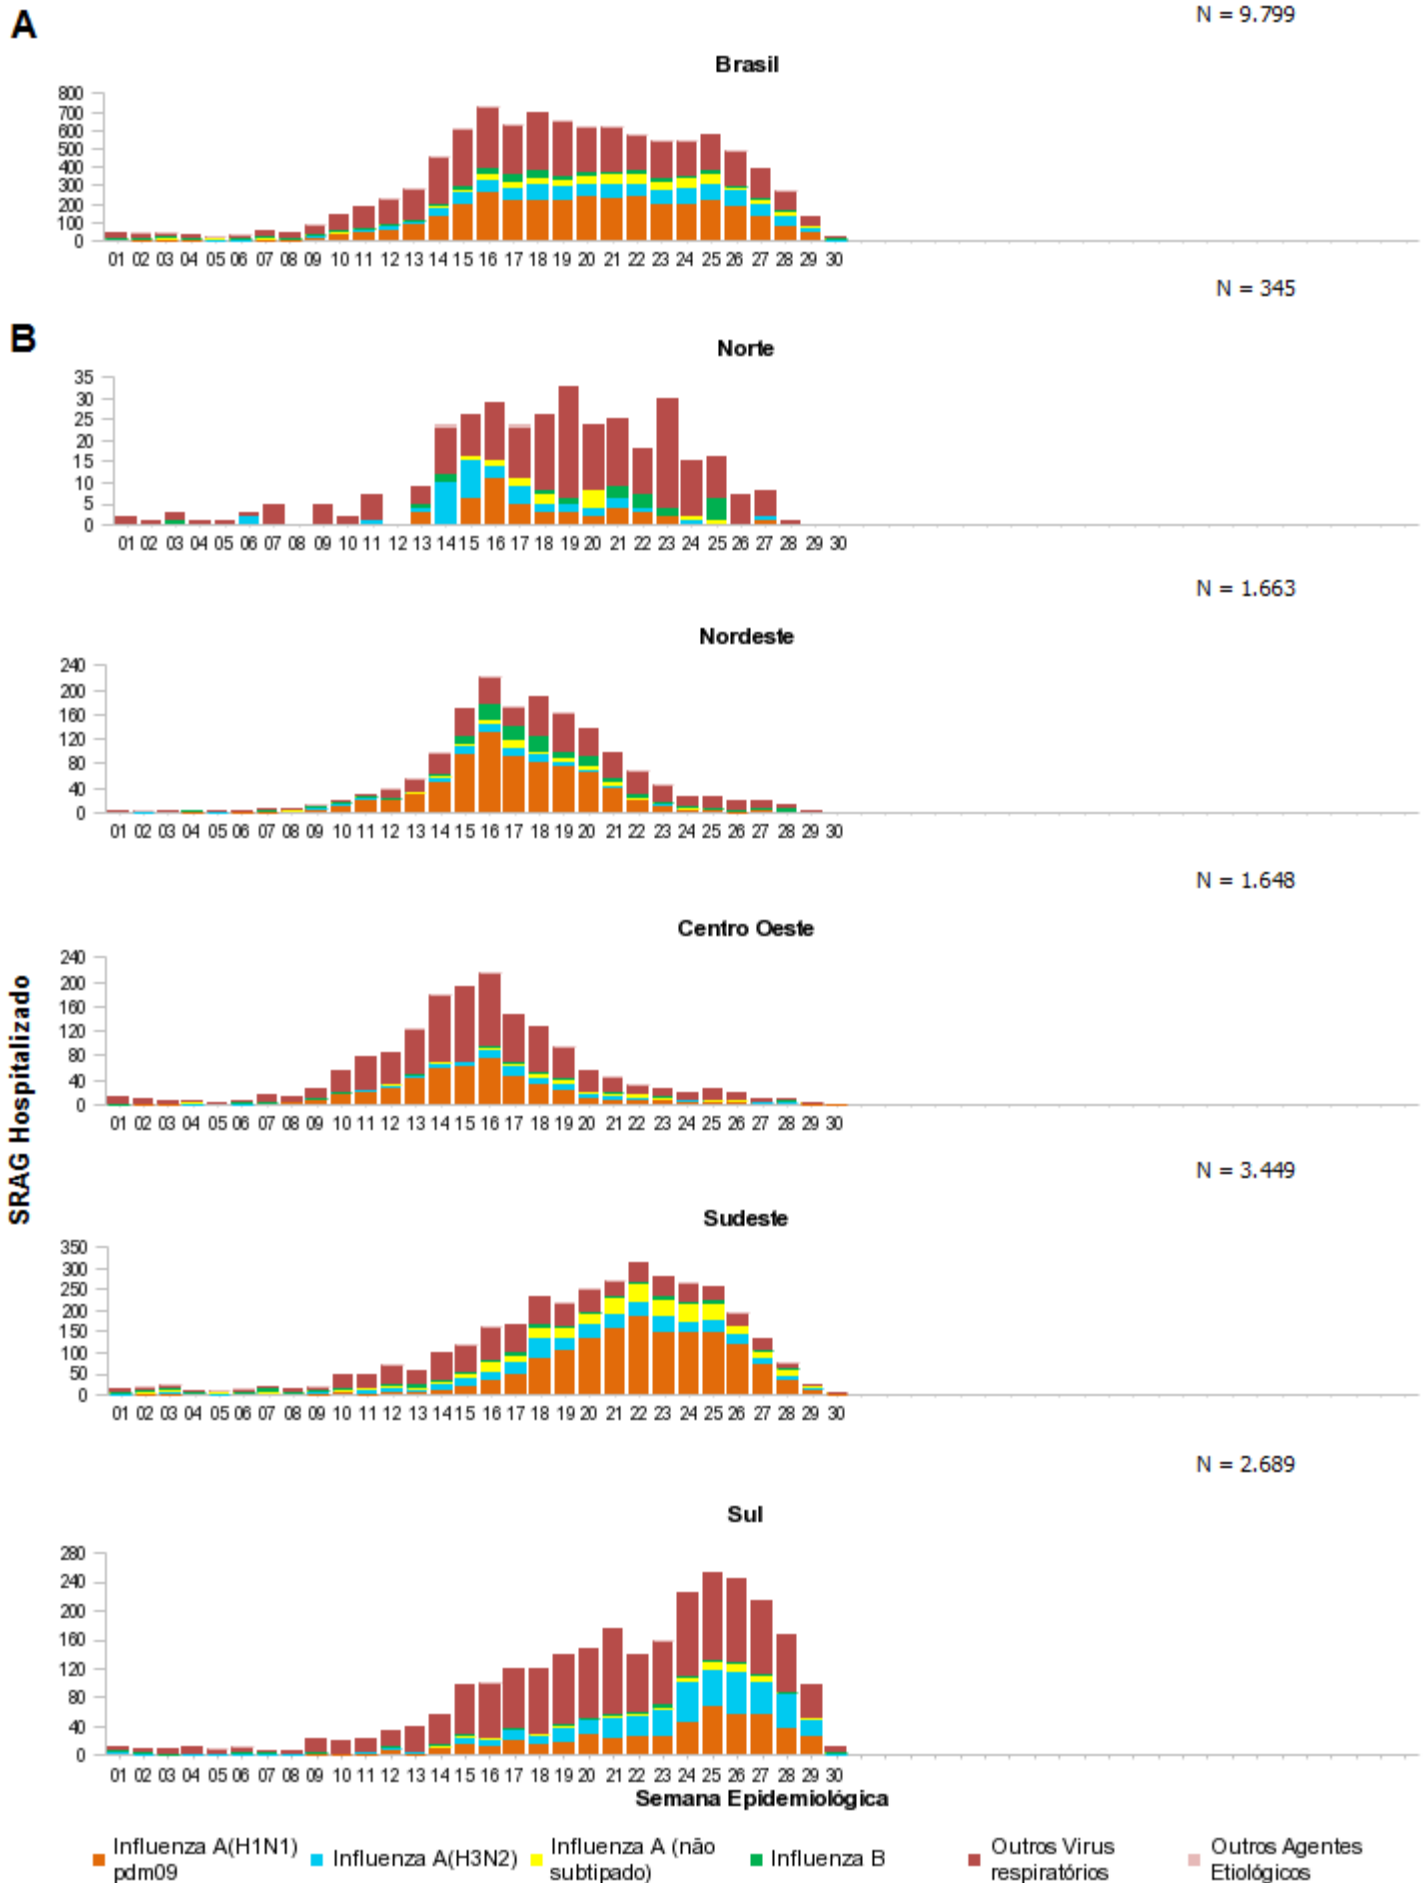 A
N = 9.799
Brasil
800
700
600
500
400
300
200
100
0
01 02 03 04 05 06 07 08 09 10 11 12 13 14 15 16 17 18 19 20 21 22 23 24 25 26 27 28 29 30
N = 345
B
Norte
35
30
25
20
15
10
5
0
01 02 03 04 05 06 07 08 09 10 11 12 13 14 15 16 17 18 19 20 21 22 23 24 25 26 27 28 29 30
N = 1.663
Nordeste
240
200
160
120
80
40
0
01 02 03 04 05 06 07 08 09 10 11 12 13 14 15 16 17 18 19 20 21 22 23 24 25 26 27 28 29 30
N = 1.648
Centro Oeste
240
200
160
120
80
40
0
01 02 03 04 05 06 07 08 09 10 11 12 13 14 15 16 17 18 19 20 21 22 23 24 25 26 27 28 29 30
SRAG Hospitalizado
N = 3.449
Sudeste
350
300
250
200
150
100
50
0
01 02 03 04 05 06 07 08 09 10 11 12 13 14 15 16 17 18 19 20 21 22 23 24 25 26 27 28 29 30
N = 2.689
Sul
280
240
200
160
120
80
40
0
01 02 03 04 05 06 07 08 09 10 11 12 13 14 15 16 17 18 19 20 21 22 23 24 25 26 27 28 29 30
Semana Epidemiológica
Influenza A(H1N1)
pdm09
Influenza A(H3N2)
Influenza A (não
subtipado)
Influenza B
Outros Virus
respiratórios
Outros Agentes
Etiológicos